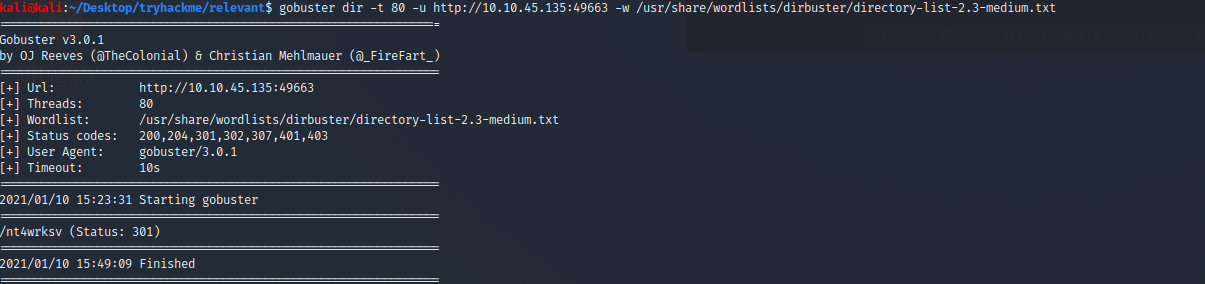 kali@kali:~/Desktop/tryhackme/relevant$ gobuster dir -t 80 -u http://10.10.45.135:49663 -w /usr/share/wordlists/dirbuster/directory-list-2.3-medium.txt
===============================================================
Gobuster v3.0.1
by OJ Reeves (@TheColonial) & Christian Mehlmauer (@_FireFart_)
===============================================================
[+] Url:            http://10.10.45.135:49663
[+] Threads:        80
[+] Wordlist:       /usr/share/wordlists/dirbuster/directory-list-2.3-medium.txt
[+] Status codes:   200,204,301,302,307,401,403
[+] User Agent:     gobuster/3.0.1
[+] Timeout:        10s
===============================================================
2021/01/10 15:23:31 Starting gobuster
===============================================================
/nt4wrksv (Status: 301)
===============================================================
2021/01/10 15:49:09 Finished
===============================================================